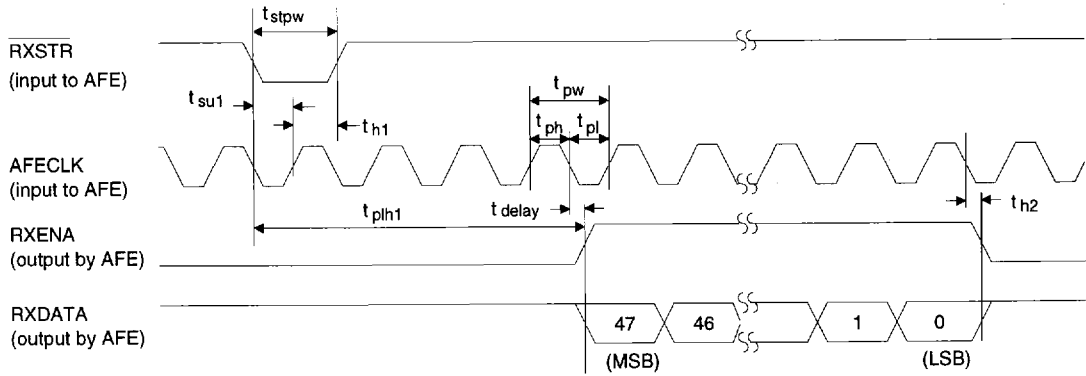 t stpw
RXSTR
(input to AFE)
t su1
t h1
t pw
t ph
t pl
AFECLK
(input to AFE)
t plh1
t delay
t h2
RXENA
(output by AFE)
RXDATA
(output by AFE)
47
46
1
0
(MSB)
(LSB)